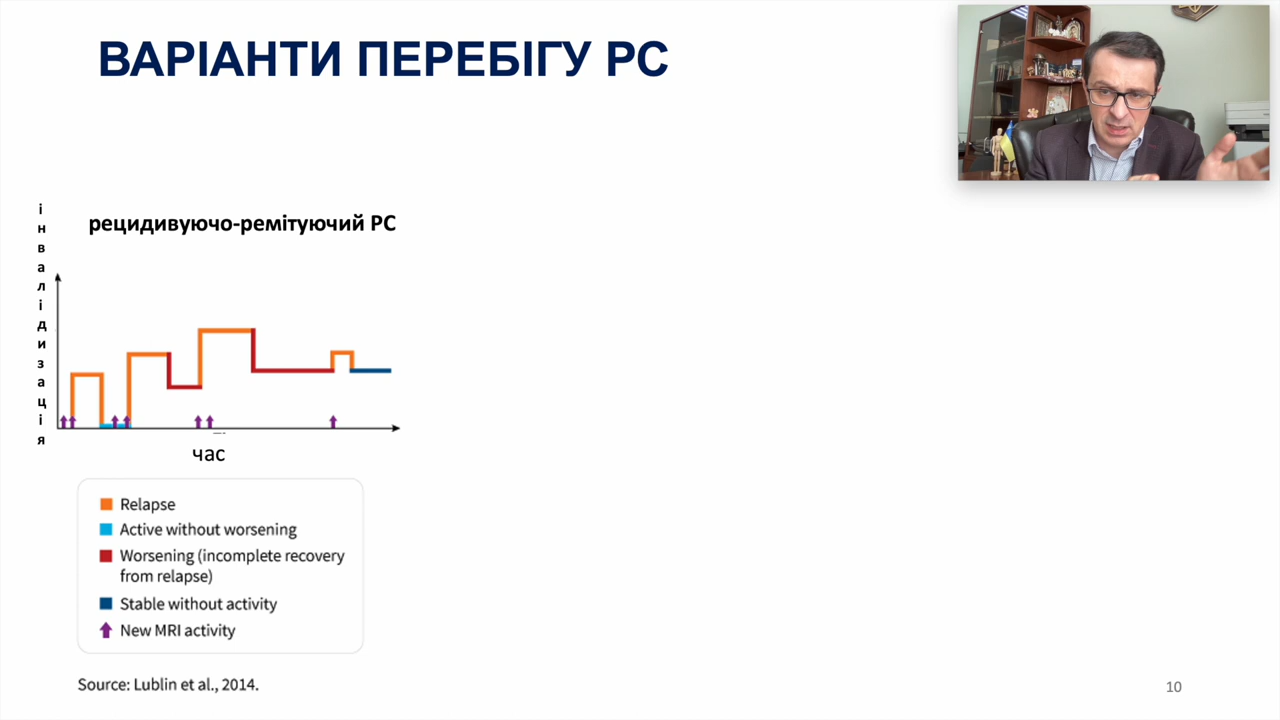 ВАРІАНТИ ПЕРЕБІГУ РС
інвалідизація
рецидивуючо-ремітуючий РС
час
Relapse
Active without worsening
Worsening (incomplete recovery
from relapse)
Stable without activity
New MRI activity
Source: Lublin et al., 2014.
10